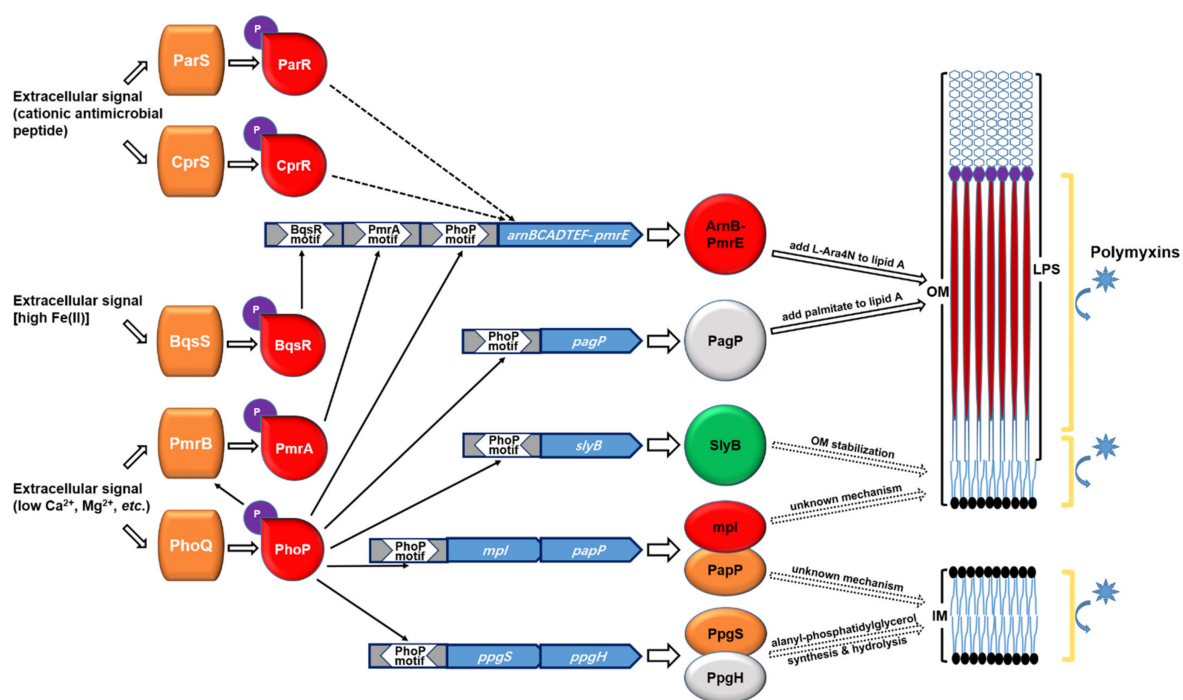 ParS
P
ParR
Extracellular signal
(cationic antimicrobial
peptide)
CprS
P
CprR
BqsR
motif
PmrA
motif
PhoP
motif
arnBCADTEF-pmrE
ArnB-
PmrE
add L-Ara4N to lipid A
OM
LPS
Polymyxins
Extracellular signal
[high Fe(II)]
BqsS
P
BqsR
PhoP
motif
pagP
PagP
add palmitate to lipid A
PmrB
P
PmrA
PhoP
motif
slyB
SlyB
OM stabilization
Extracellular signal
(low Ca²⁺, Mg²⁺, etc.)
PhoQ
P
PhoP
PhoP
motif
mpl
papP
mpl
PapP
unknown mechanism
unknown mechanism
IM
PhoP
motif
ppgS
ppgH
PpgS
PpgH
alanyl-phosphatidylglycerol
synthesis & hydrolysis